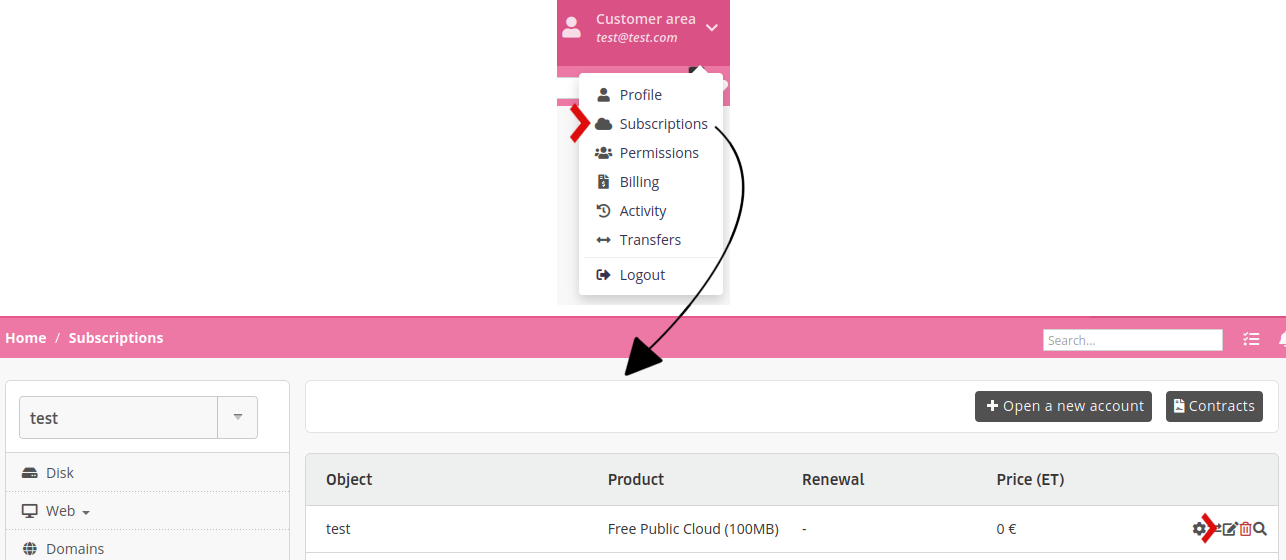 Customer area
test@test.com
Profile
Subscriptions
Permissions
Billing
Activity
Transfers
Logout
Home / Subscriptions
Search...
test
Open a new account
Contracts
Disk
Web
Domains
Object Product Renewal Price (ET)
test Free Public Cloud (100MB) - 0 €